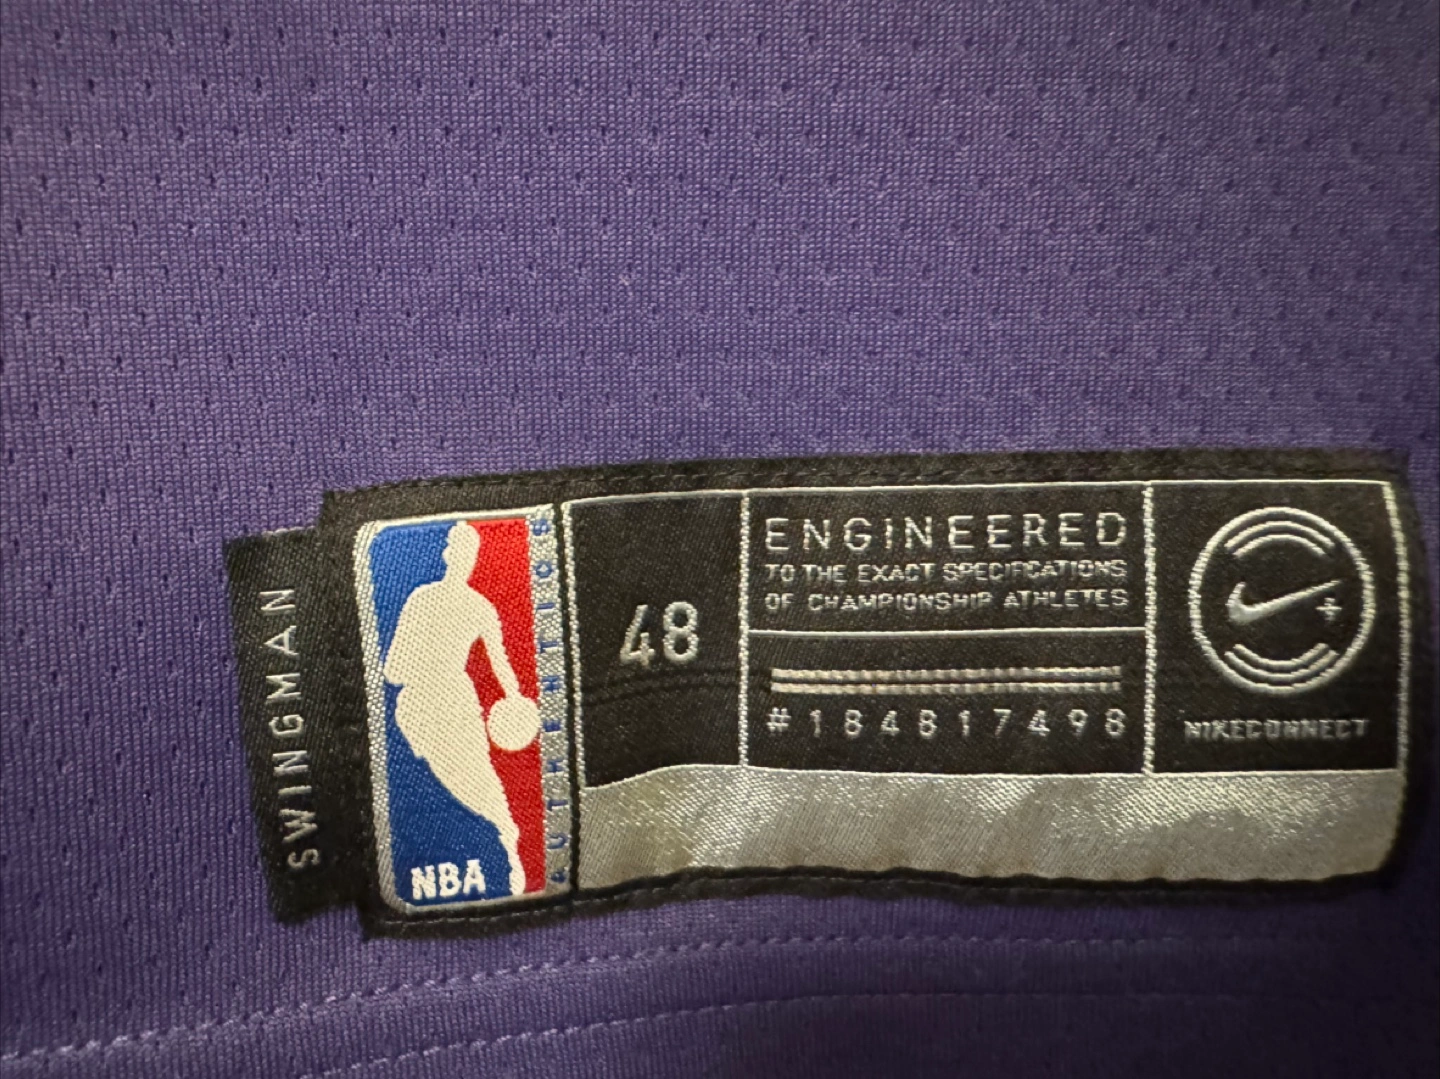 SWINGMAN
NBA
AUTHENTICS
48
ENGINEERED
TO THE EXACT SPECIFICATIONS
OF CHAMPIONSHIP ATHLETES
#184817498
NIKECONNECT